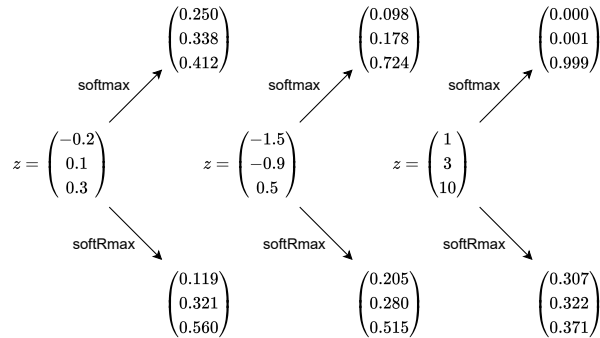 (0.250 (0.098 (0.000
0.338 0.178 0.001
0.412) 0.724) 0.999)
softmax softmax softmax
z = (−0.2 z = (−1.5 z = (1
0.1 −0.9 3
0.3) 0.5) 10)
softRmax softRmax softRmax
(0.119 (0.205 (0.307
0.321 0.280 0.322
0.560) 0.515) 0.371)